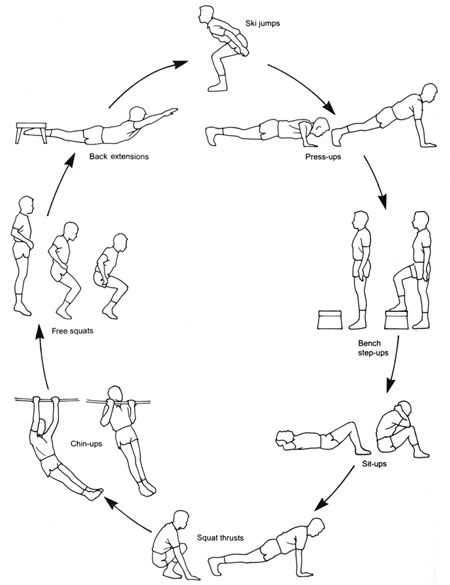 Ski jumps
Press-ups
Bench
step-ups
Sit-ups
Squat thrusts
Chin-ups
Free squats
Back extensions